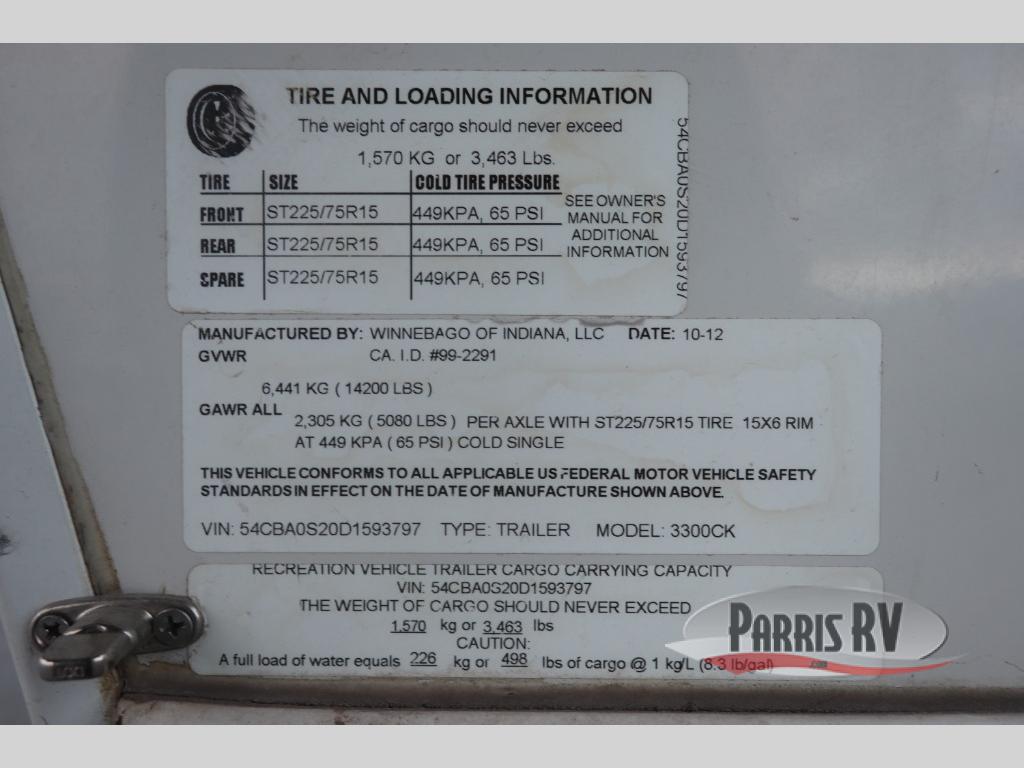 TIRE AND LOADING INFORMATION
The weight of cargo should never exceed
1,570 KG or 3,463 Lbs.
TIRE SIZE COLD TIRE PRESSURE
FRONT ST225/75R15 449KPA, 65 PSI
REAR ST225/75R15 449KPA, 65 PSI
SPARE ST225/75R15 449KPA, 65 PSI
SEE OWNER'S
MANUAL FOR
ADDITIONAL
INFORMATION
54CBA0S20D1593797
MANUFACTURED BY: WINNEBAGO OF INDIANA, LLC DATE: 10-12
GVWR CA. I.D. #99-2291
6,441 KG ( 14200 LBS )
GAWR ALL
2,305 KG ( 5080 LBS ) PER AXLE WITH ST225/75R15 TIRE 15X6 RIM
AT 449 KPA ( 65 PSI ) COLD SINGLE
THIS VEHICLE CONFORMS TO ALL APPLICABLE US FEDERAL MOTOR VEHICLE SAFETY
STANDARDS IN EFFECT ON THE DATE OF MANUFACTURE SHOWN ABOVE.
VIN: 54CBA0S20D1593797 TYPE: TRAILER MODEL: 3300CK
RECREATION VEHICLE TRAILER CARGO CARRYING CAPACITY
VIN: 54CBA0S20D1593797
THE WEIGHT OF CARGO SHOULD NEVER EXCEED
1,570 kg or 3,463 lbs
CAUTION:
A full load of water equals 226 kg or 498 lbs of cargo @ 1 kg/L (8.3 lb/gal)
PARRIS RV
.com